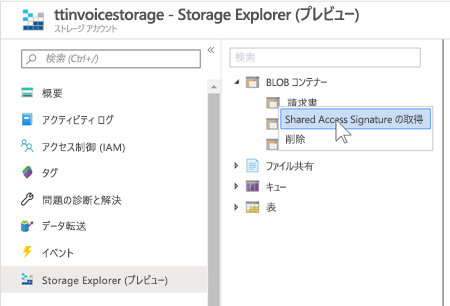 ttinvoicestorage - Storage Explorer (プレビュー)
ストレージ アカウント
検索 (Ctrl+/)
«
概要
アクティビティ ログ
アクセス制御 (IAM)
タグ
問題の診断と解決
データ転送
イベント
Storage Explorer (プレビュー)
検索
BLOB コンテナー
請求書
Shared Access Signature の取得
削除
ファイル共有
キュー
表